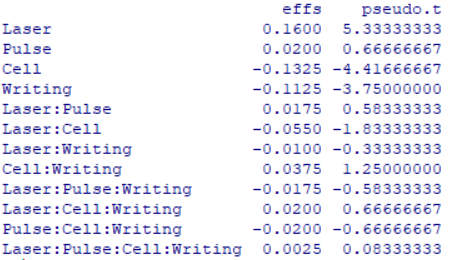 effs pseudo.t
Laser 0.1600 5.33333333
Pulse 0.0200 0.66666667
Cell -0.1325 -4.41666667
Writing -0.1125 -3.75000000
Laser:Pulse 0.0175 0.58333333
Laser:Cell -0.0550 -1.83333333
Laser:Writing -0.0100 -0.33333333
Cell:Writing 0.0375 1.25000000
Laser:Pulse:Writing -0.0175 -0.58333333
Laser:Cell:Writing 0.0200 0.66666667
Pulse:Cell:Writing -0.0200 -0.66666667
Laser:Pulse:Cell:Writing 0.0025 0.08333333